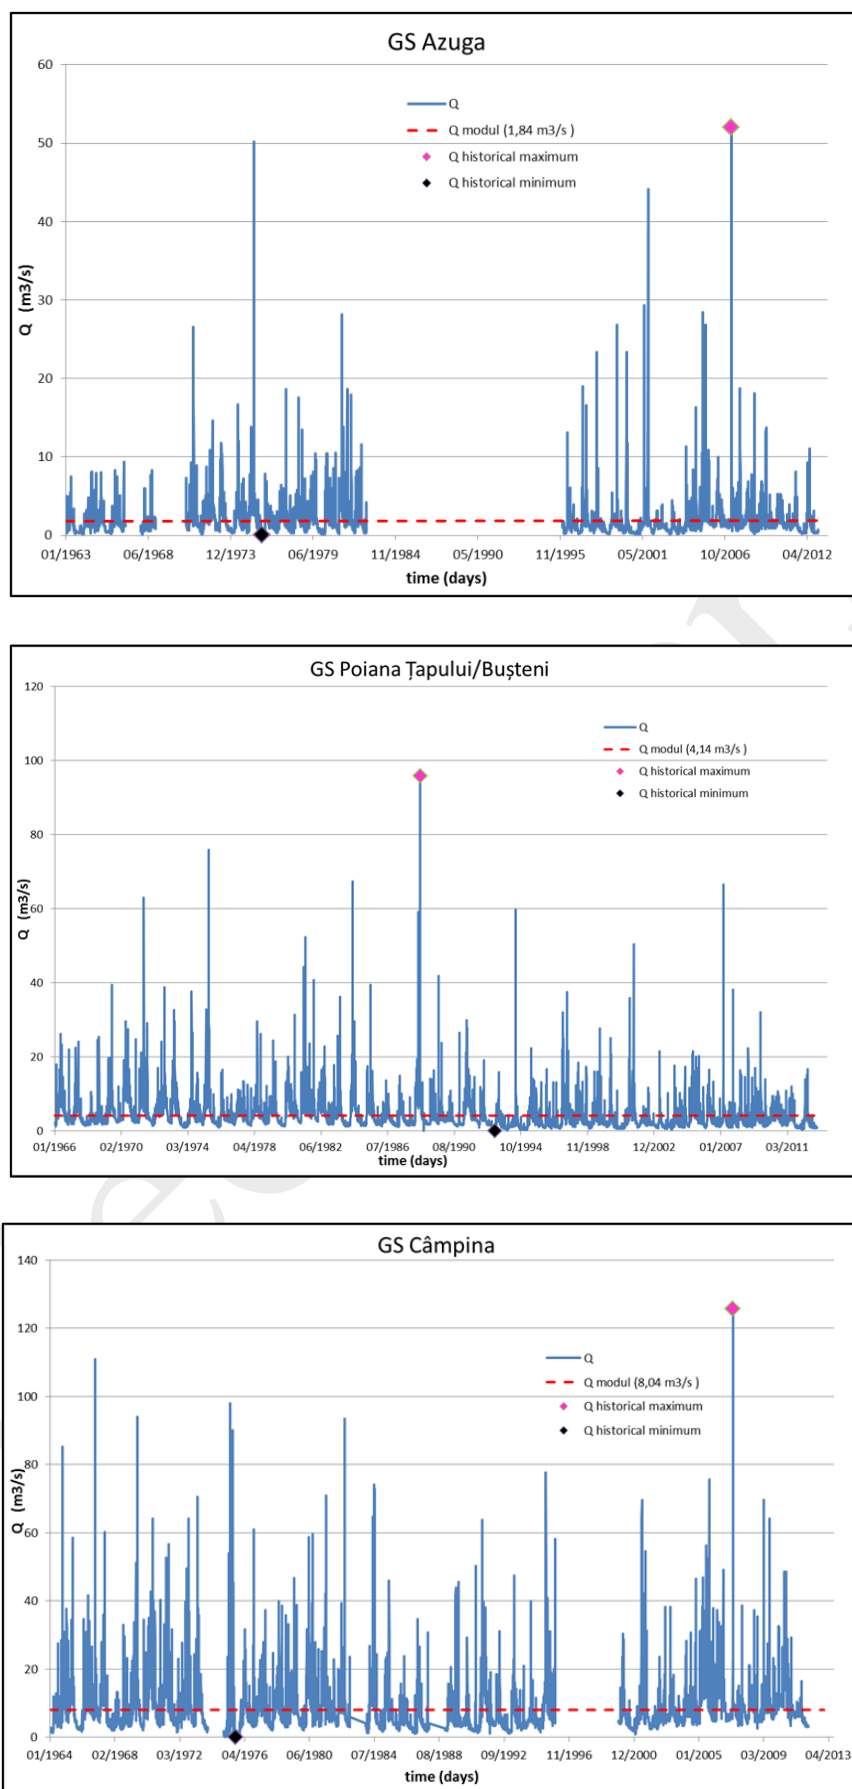 GS Azuga
60
50
40
30
20
10
0
Q (m3/s)
Q
Q modul (1,84 m3/s )
Q historical maximum
Q historical minimum
01/1963 06/1968 12/1973 06/1979 11/1984 05/1990 11/1995 05/2001 10/2006 04/2012
time (days)
GS Poiana Țapului/Bușteni
120
100
80
60
40
20
0
Q (m3/s)
Q
Q modul (4,14 m3/s )
Q historical maximum
Q historical minimum
01/1966 02/1970 03/1974 04/1978 06/1982 07/1986 08/1990 10/1994 11/1998 12/2002 01/2007 03/2011
time (days)
GS Câmpina
140
120
100
80
60
40
20
0
Q (m3/s)
Q
Q modul (8,04 m3/s )
Q historical maximum
Q historical minimum
01/1964 02/1968 03/1972 04/1976 06/1980 07/1984 08/1988 09/1992 11/1996 12/2000 01/2005 03/2009 04/2013
time (days)